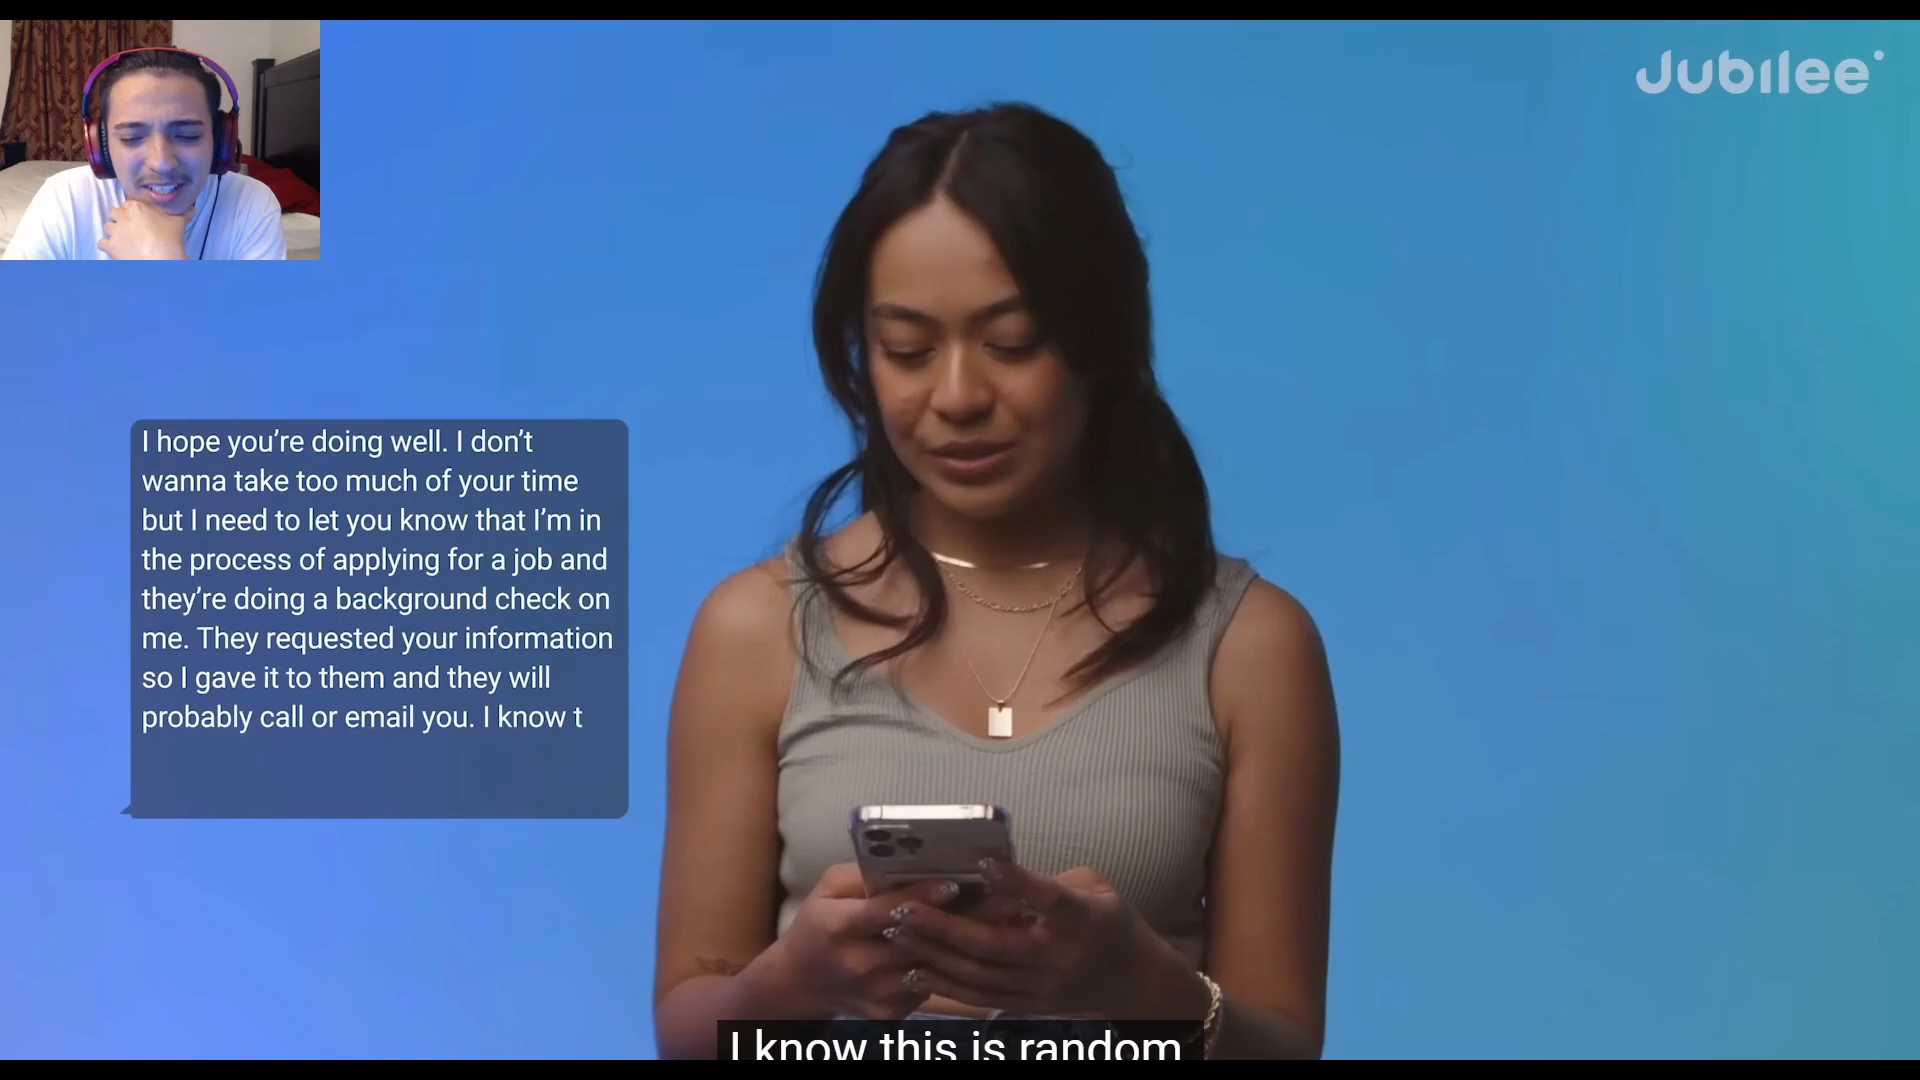 Jubilee
I hope you’re doing well. I don’t
wanna take too much of your time
but I need to let you know that I’m in
the process of applying for a job and
they’re doing a background check on
me. They requested your information
so I gave it to them and they will
probably call or email you. I know t
I know this is random